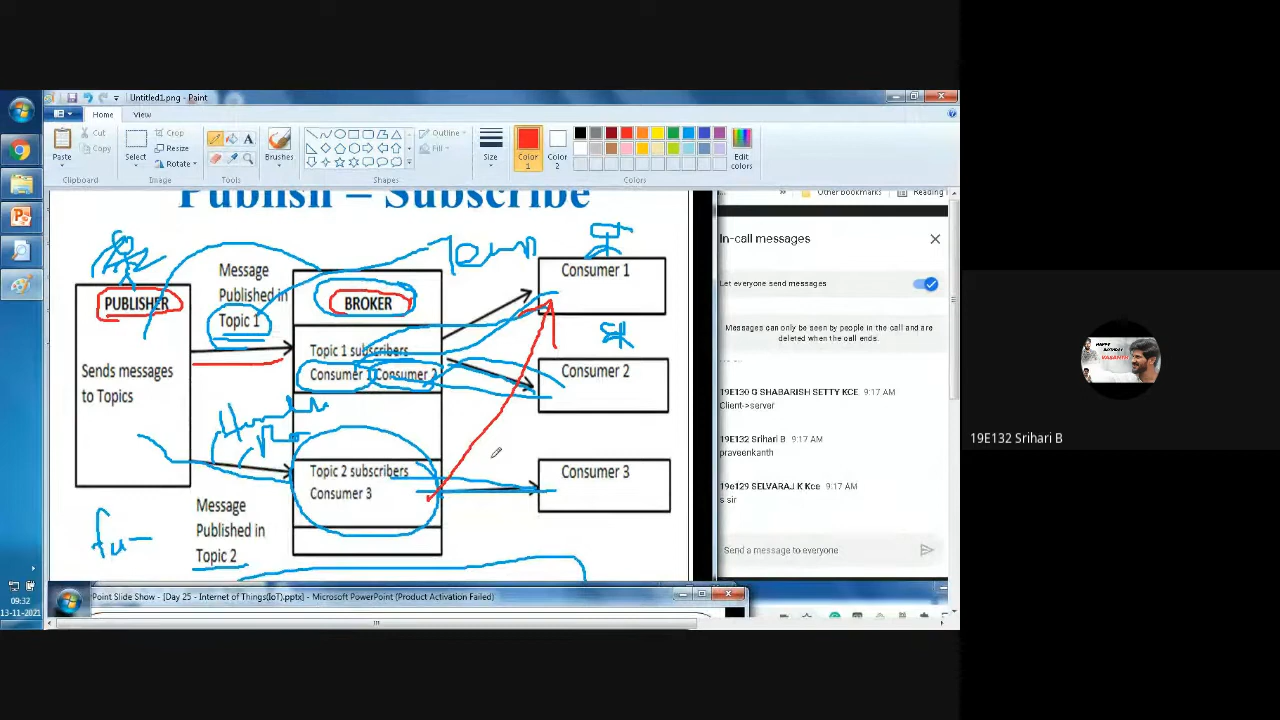 Untitled1.png - Paint
Home
View
Paste
Cut
Copy
Clipboard
Select
Crop
Resize
Rotate
Image
Tools
Brushes
Shapes
Outline
Fill
Size
Color
1
Color
2
Edit
colors
Colors
Publish – Subscribe
PUBLISHER
Sends messages
to Topics
Message
Published in
Topic 1
BROKER
Topic 1 subscribers
Consumer 1 Consumer 2
Topic 2 subscribers
Consumer 3
Message
Published in
Topic 2
Consumer 1
Consumer 2
Consumer 3
Other bookmarks
Reading
In-call messages
Let everyone send messages
Messages can only be seen by people in the call and are
deleted when the call ends.
19E130 G SHABARISH SETTY KCE 9:17 AM
Client->server
19E132 Srihari B 9:17 AM
praveenkanth
19e129 SELVARAJ K Kce 9:17 AM
s sir
Send a message to everyone
Point Slide Show - [Day 25 - Internet of Things(IoT).pptx] - Microsoft PowerPoint (Product Activation Failed)
09:32
13-11-2021
19E132 Srihari B